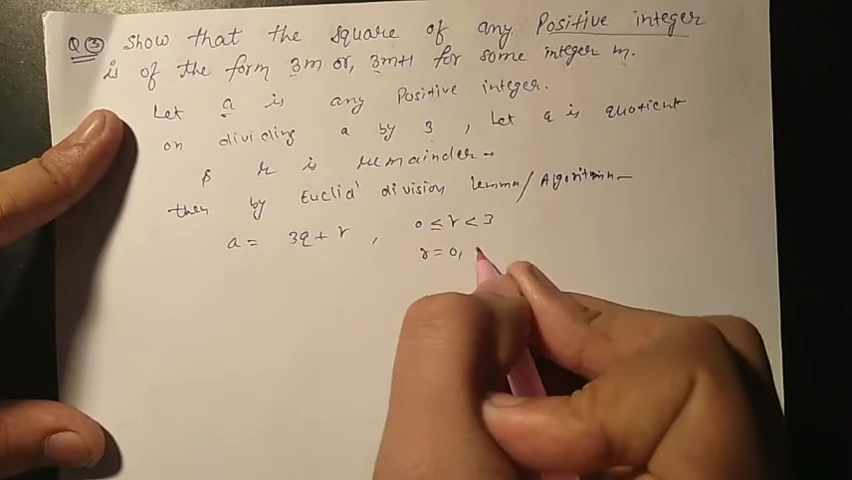 Q③ Show that the square of any Positive integer
is of the form 3m or, 3m+1 for some integer m.
Let a is any Positive integer.
on dividing a by 3, Let q is quotient
& r is remainder.
then by Euclid' division lemma/Algorithm
a = 3q + r, 0 ≤ r < 3
r = 0,